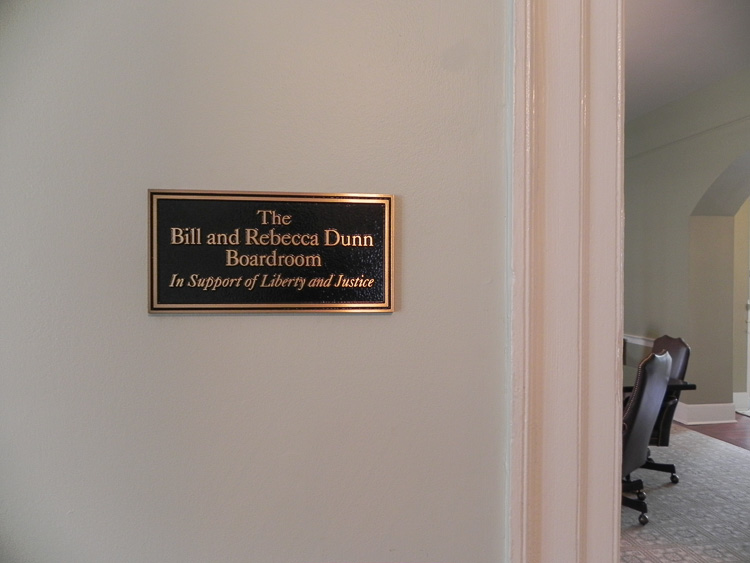 The
Bill and Rebecca Dunn
Boardroom
In Support of Liberty and Justice